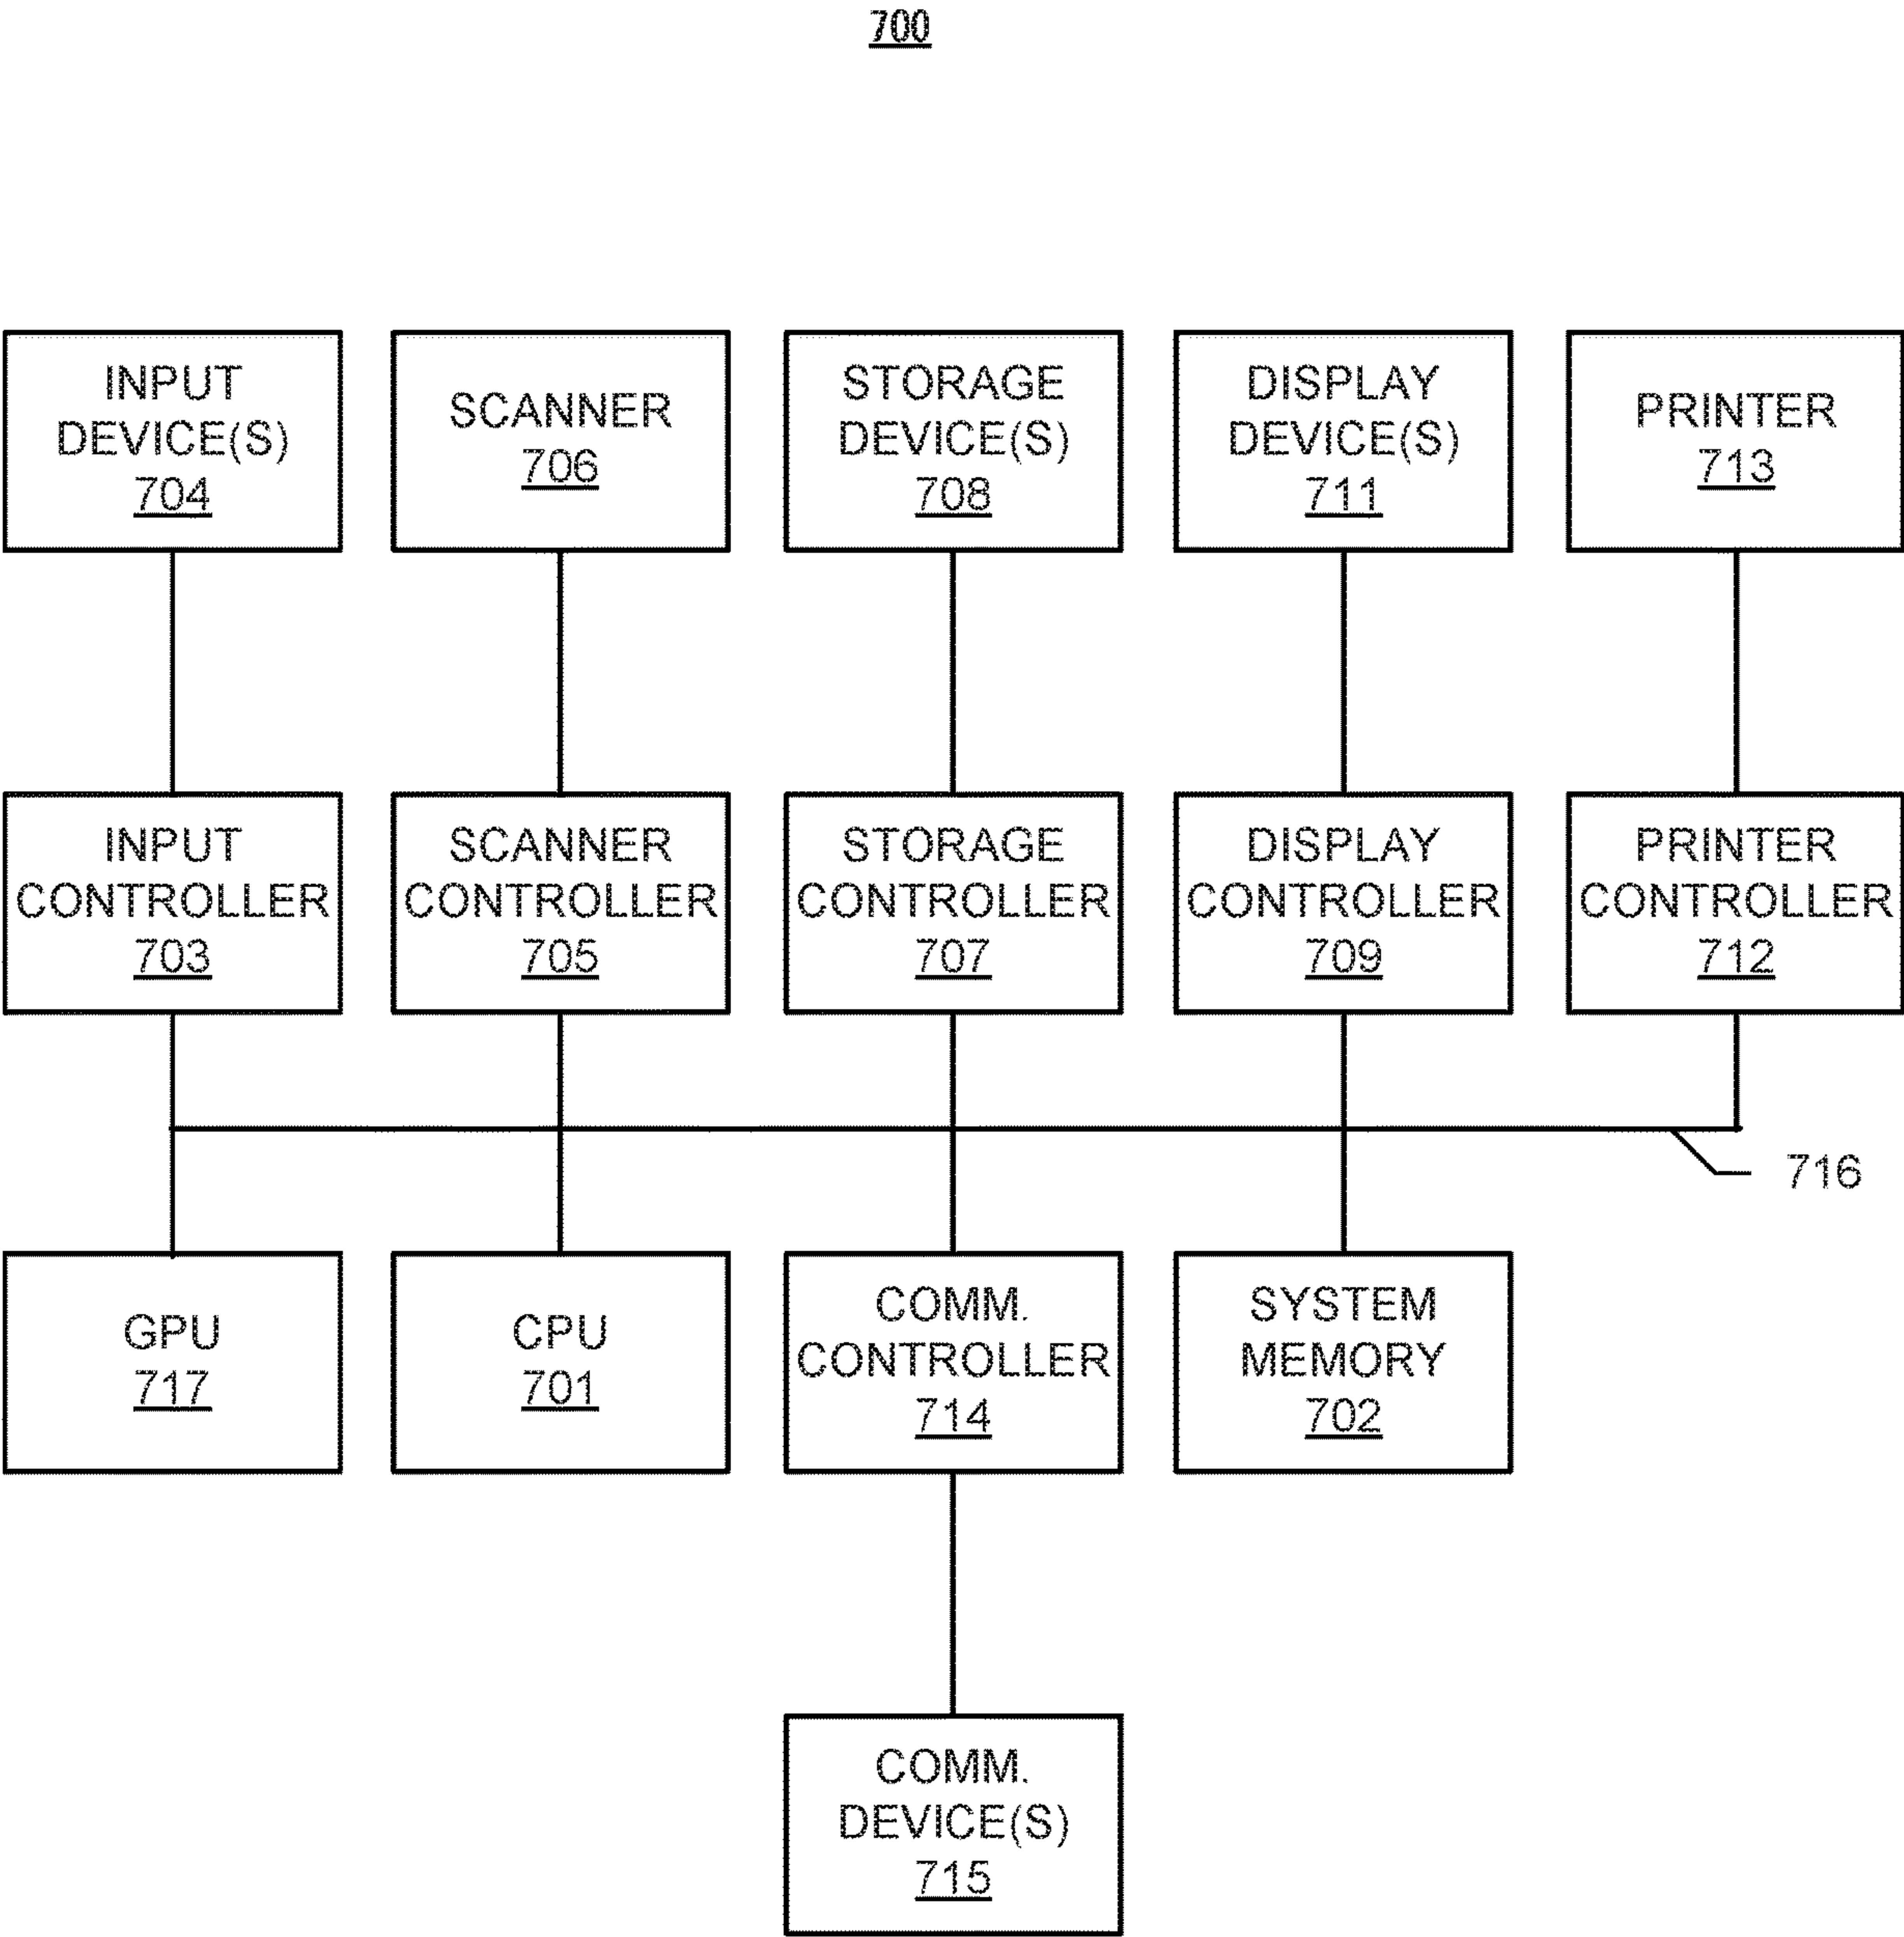 700
INPUT
DEVICE(S)
704
SCANNER
706
STORAGE
DEVICE(S)
708
DISPLAY
DEVICE(S)
711
PRINTER
713
INPUT
CONTROLLER
703
SCANNER
CONTROLLER
705
STORAGE
CONTROLLER
707
DISPLAY
CONTROLLER
709
PRINTER
CONTROLLER
712
716
GPU
717
CPU
701
COMM.
CONTROLLER
714
SYSTEM
MEMORY
702
COMM.
DEVICE(S)
715